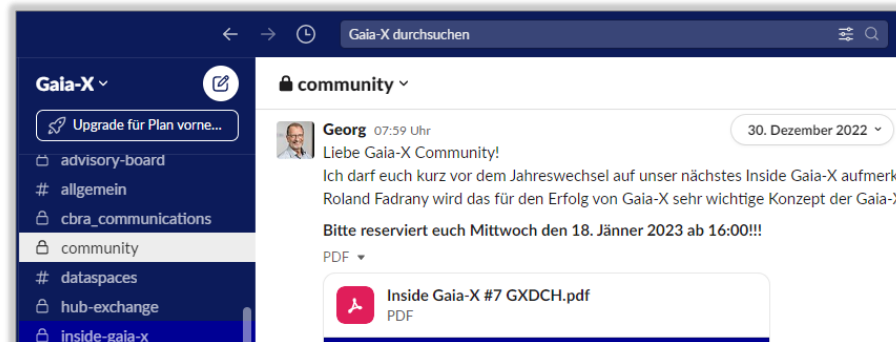 Gaia-X durchsuchen
Gaia-X
Upgrade für Plan vorne...
advisory-board
# allgemein
cbra_communications
community
# dataspaces
hub-exchange
inside-gaia-x
community
Georg 07:59 Uhr
30. Dezember 2022
Liebe Gaia-X Community!
Ich darf euch kurz vor dem Jahreswechsel auf unser nächstes Inside Gaia-X aufmerk
Roland Fadrany wird das für den Erfolg von Gaia-X sehr wichtige Konzept der Gaia-X
Bitte reserviert euch Mittwoch den 18. Jänner 2023 ab 16:00!!!
PDF
Inside Gaia-X #7 GXDCH.pdf
PDF